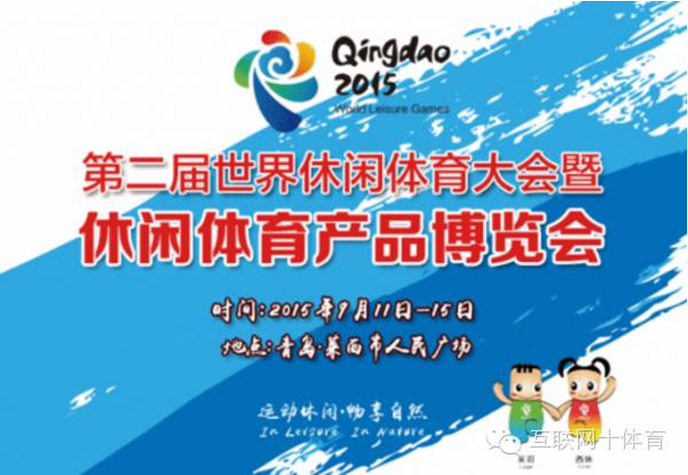 Qingdao
2015
World Leisure Games
第二届世界休闲体育大会暨
休闲体育产品博览会
时间:2015年9月11日-15日
地点:青岛·莱西市人民广场
运动休闲·畅享自然
In Leisure In Nature
互联网十体育